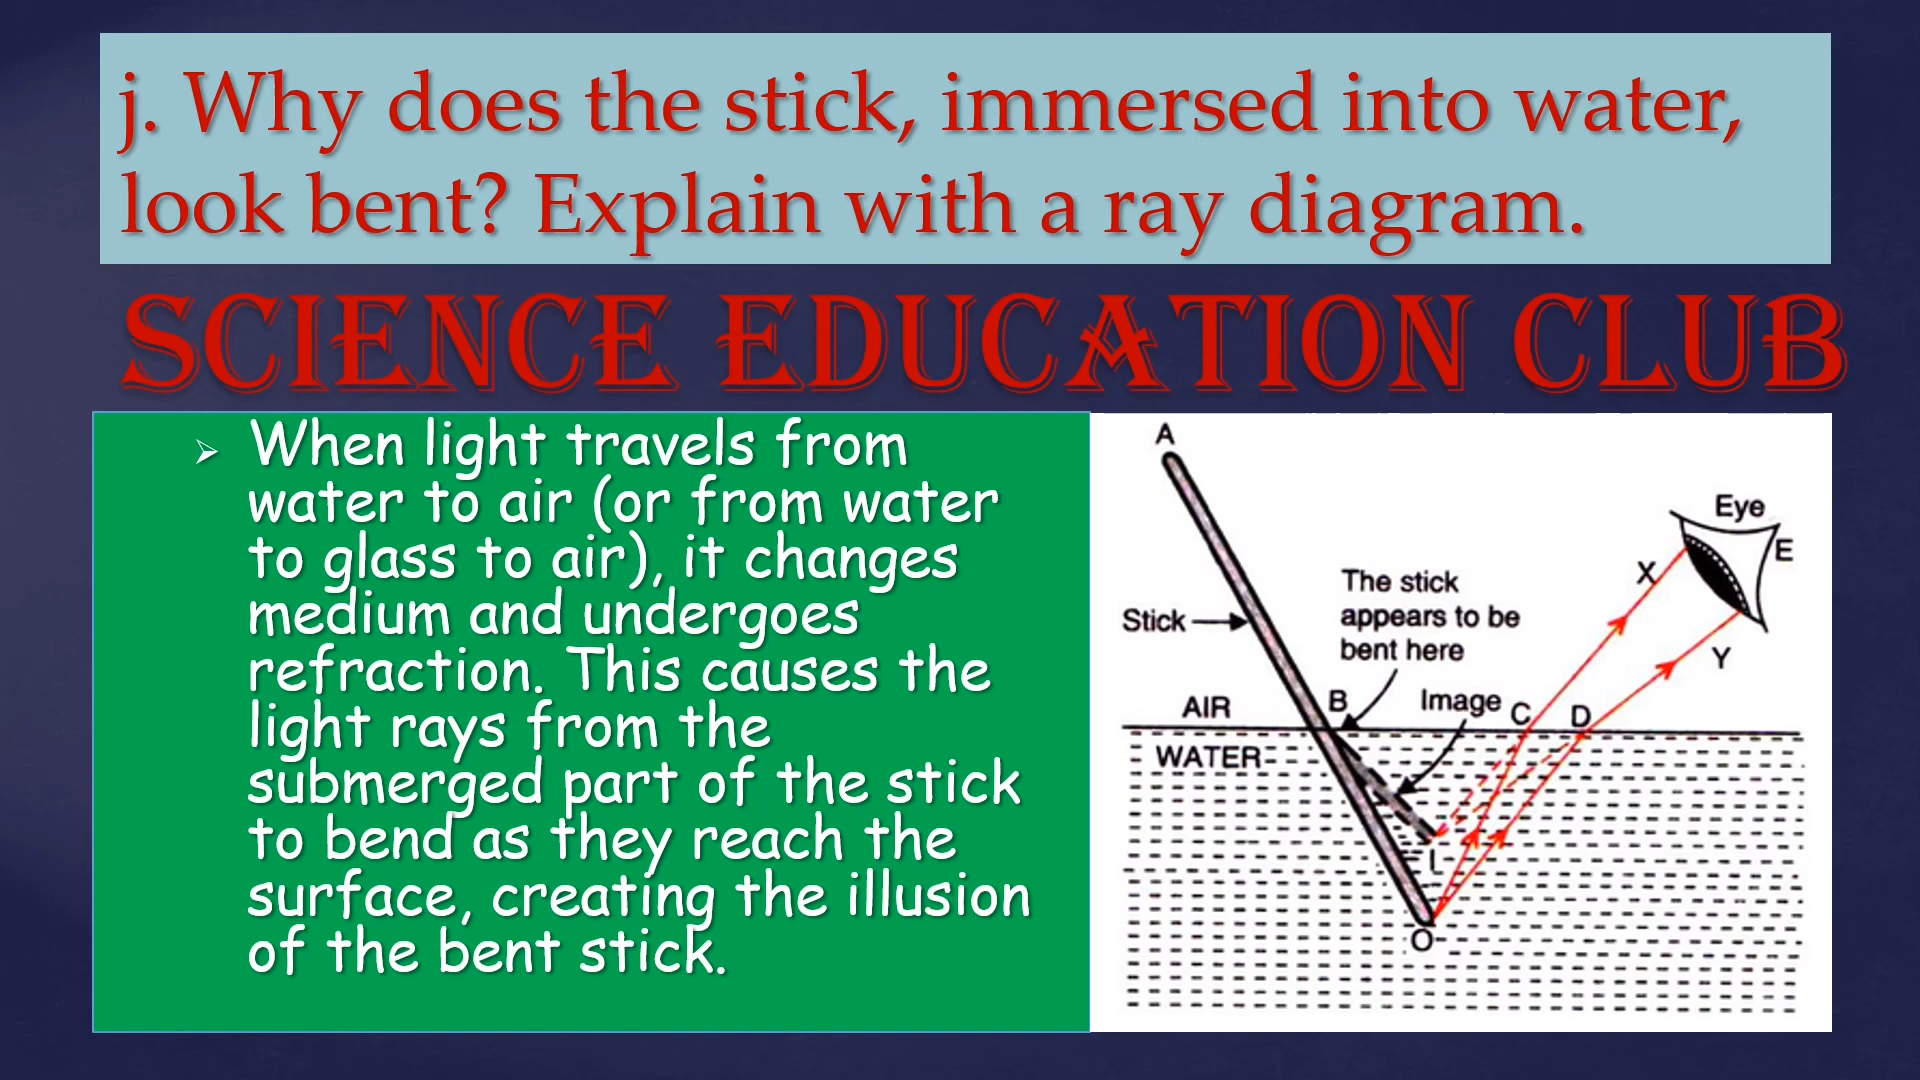 j. Why does the stick, immersed into water,
look bent? Explain with a ray diagram.
SCIENCE EDUCATION CLUB
➢ When light travels from
water to air (or from water
to glass to air), it changes
medium and undergoes
refraction. This causes the
light rays from the
submerged part of the stick
to bend as they reach the
surface, creating the illusion
of the bent stick.
A
Eye
E
X
The stick
appears to be
bent here
Stick
Y
B
Image
C
D
AIR
WATER
I
O